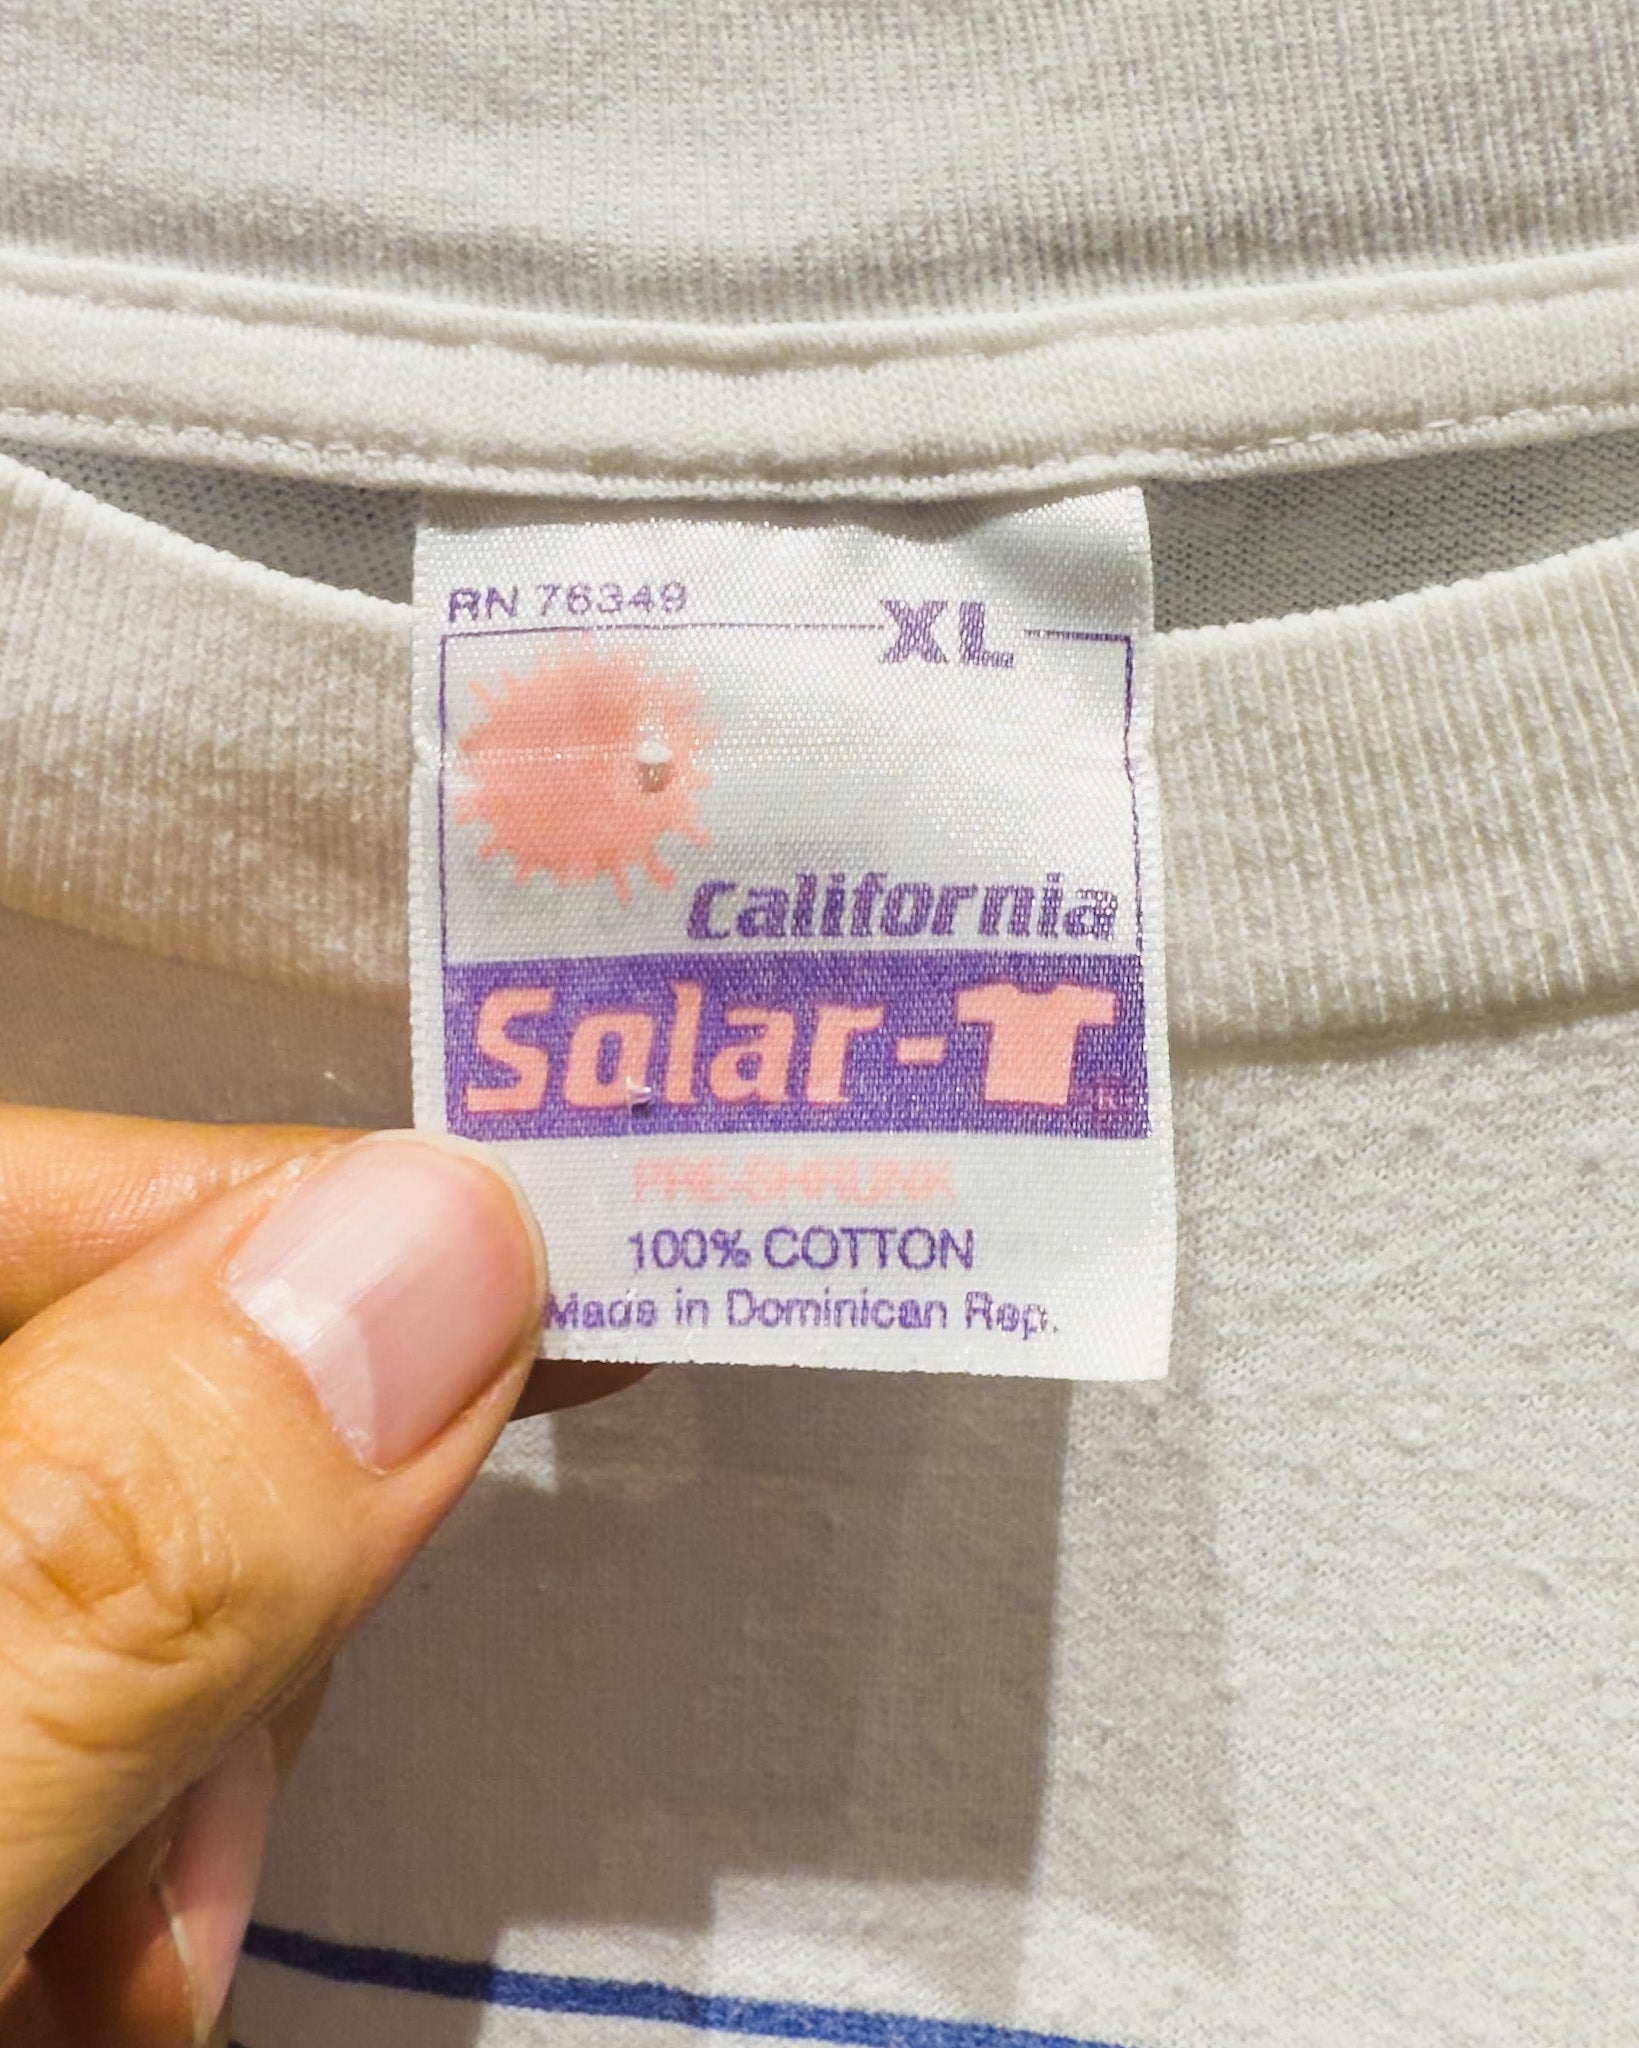 RN 76349
XL
California
Solar-T®
PRE-SHRUNK
100% COTTON
Made in Dominican Rep.